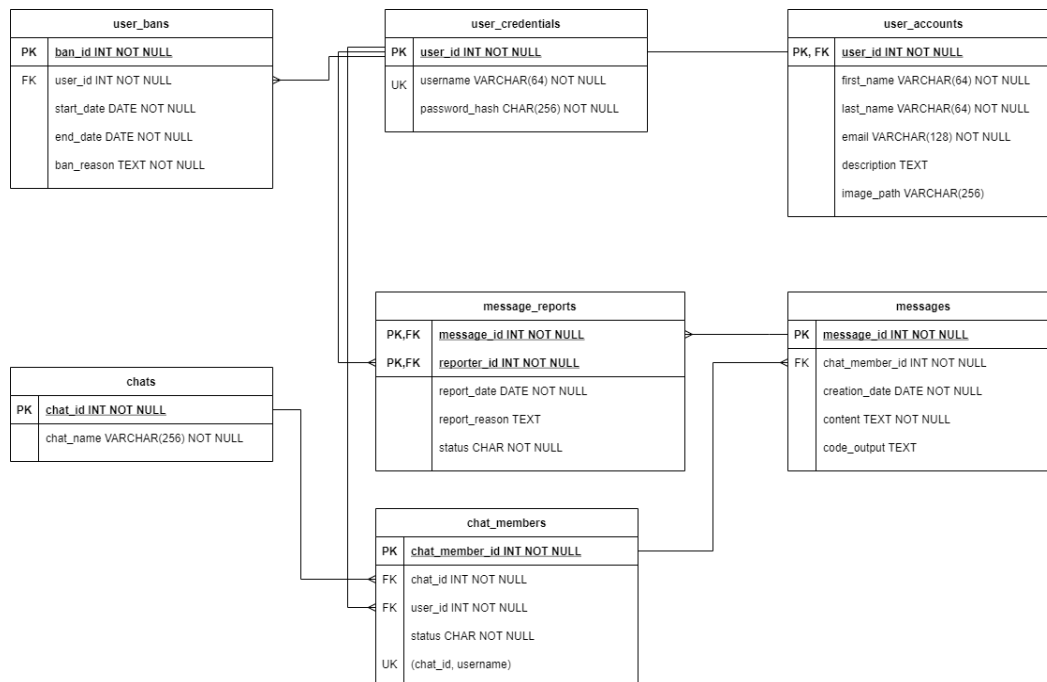 user_bans
PK ban_id INT NOT NULL
FK user_id INT NOT NULL
start_date DATE NOT NULL
end_date DATE NOT NULL
ban_reason TEXT NOT NULL
user_credentials
PK user_id INT NOT NULL
UK username VARCHAR(64) NOT NULL
password_hash CHAR(256) NOT NULL
user_accounts
PK, FK user_id INT NOT NULL
first_name VARCHAR(64) NOT NULL
last_name VARCHAR(64) NOT NULL
email VARCHAR(128) NOT NULL
description TEXT
image_path VARCHAR(256)
chats
PK chat_id INT NOT NULL
chat_name VARCHAR(256) NOT NULL
message_reports
PK,FK message_id INT NOT NULL
PK,FK reporter_id INT NOT NULL
report_date DATE NOT NULL
report_reason TEXT
status CHAR NOT NULL
messages
PK message_id INT NOT NULL
FK chat_member_id INT NOT NULL
creation_date DATE NOT NULL
content TEXT NOT NULL
code_output TEXT
chat_members
PK chat_member_id INT NOT NULL
FK chat_id INT NOT NULL
FK user_id INT NOT NULL
status CHAR NOT NULL
UK (chat_id, username)